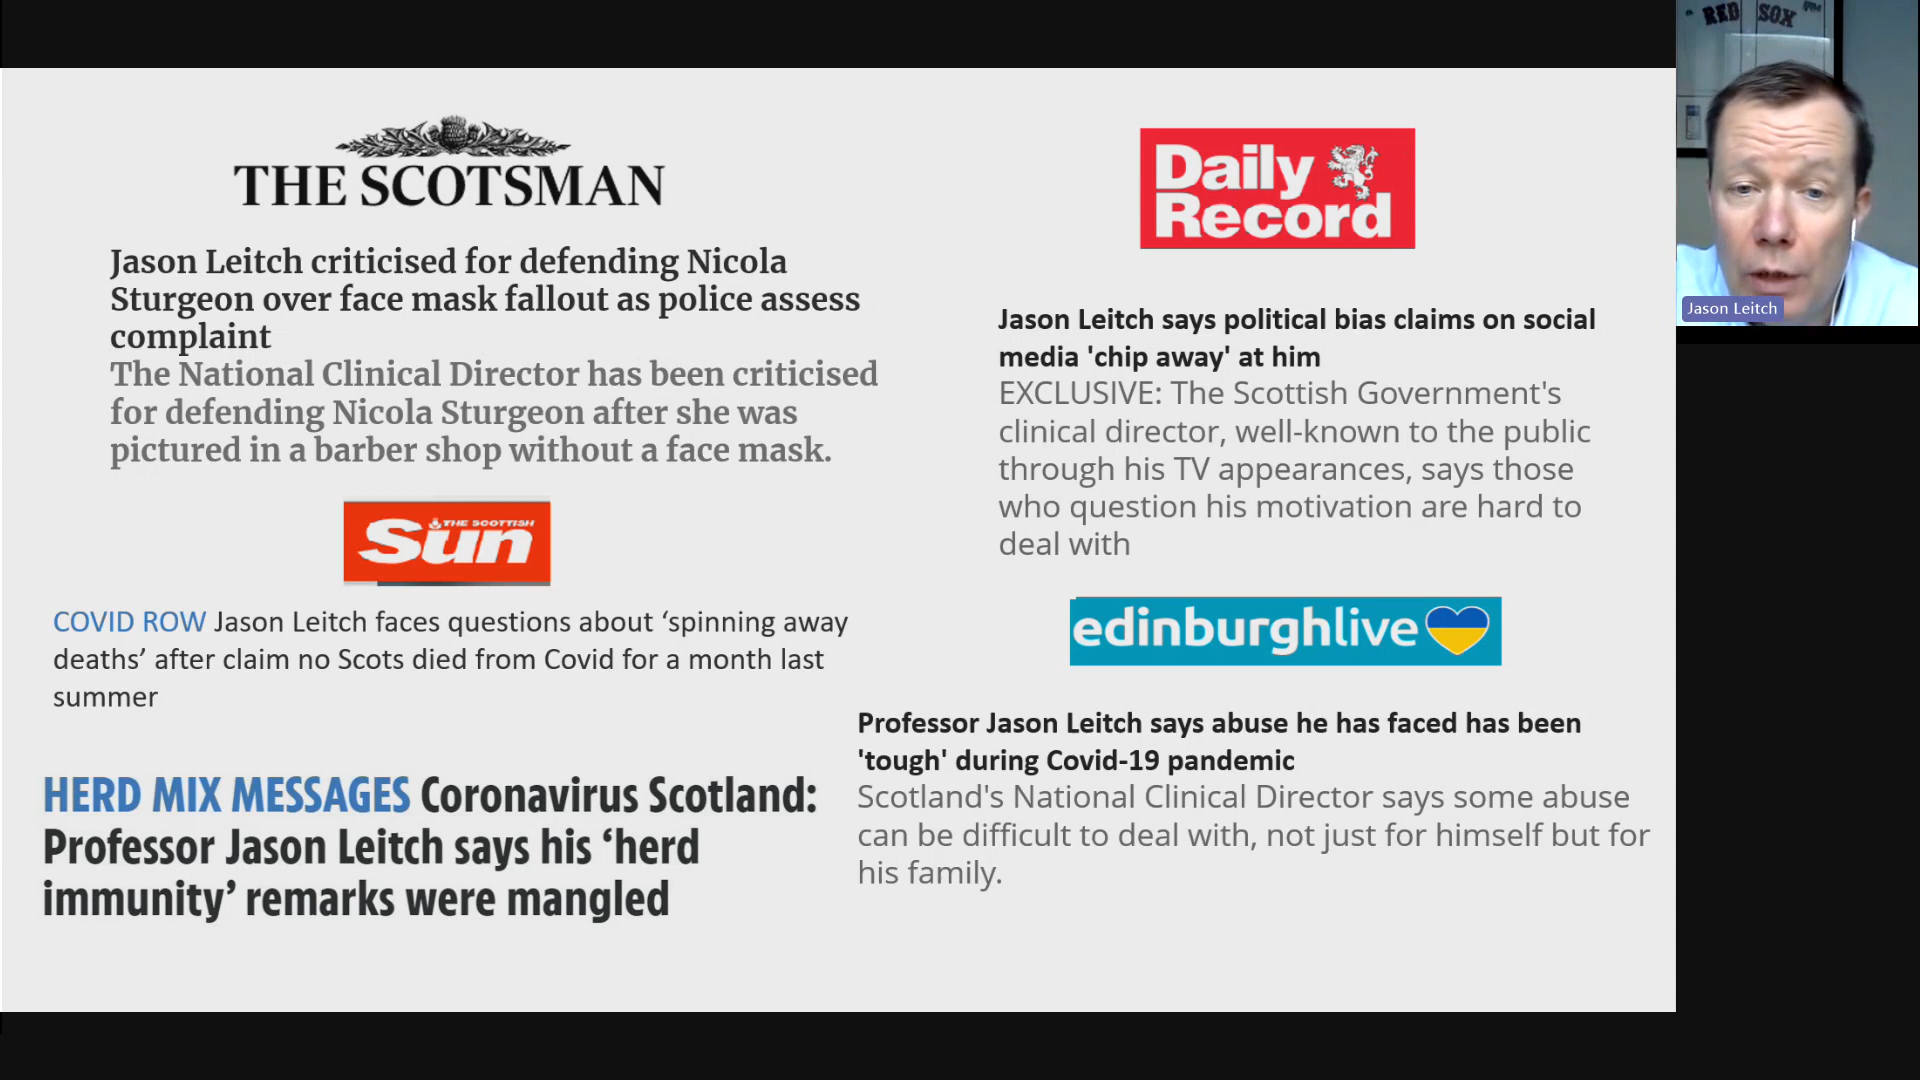 THE SCOTSMAN
Jason Leitch criticised for defending Nicola
Sturgeon over face mask fallout as police assess
complaint
The National Clinical Director has been criticised
for defending Nicola Sturgeon after she was
pictured in a barber shop without a face mask.
THE SCOTTISH
Sun
COVID ROW Jason Leitch faces questions about ‘spinning away
deaths’ after claim no Scots died from Covid for a month last
summer
HERD MIX MESSAGES Coronavirus Scotland:
Professor Jason Leitch says his ‘herd
immunity’ remarks were mangled
Daily
Record
Jason Leitch says political bias claims on social
media 'chip away' at him
EXCLUSIVE: The Scottish Government's
clinical director, well-known to the public
through his TV appearances, says those
who question his motivation are hard to
deal with
edinburghlive
Professor Jason Leitch says abuse he has faced has been
'tough' during Covid-19 pandemic
Scotland's National Clinical Director says some abuse
can be difficult to deal with, not just for himself but for
his family.
RED SOX
Jason Leitch